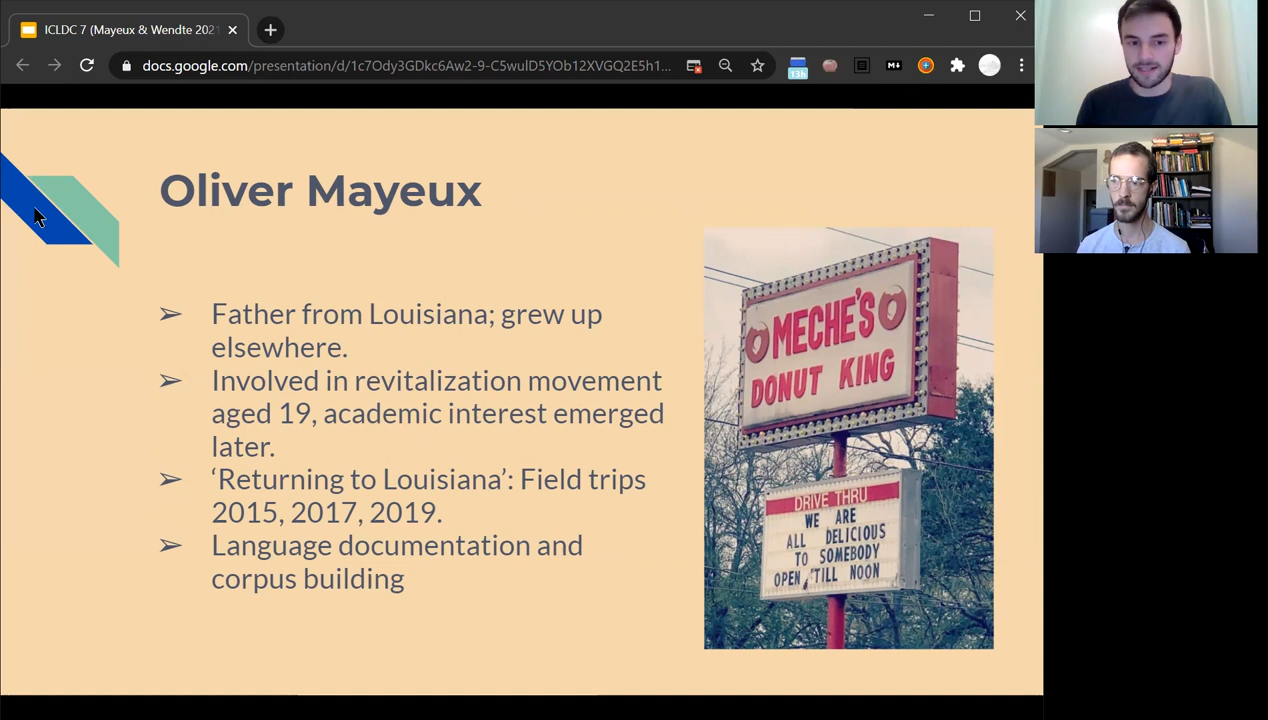 ICLDC 7 (Mayeux & Wendte 2021
docs.google.com/presentation/d/1c7Ody3GDkc6Aw2-9-C5wulD5YOb12XVGQ2E5h1...
13h
M
Oliver Mayeux
➢ Father from Louisiana; grew up
elsewhere.
➢ Involved in revitalization movement
aged 19, academic interest emerged
later.
➢ ‘Returning to Louisiana’: Field trips
2015, 2017, 2019.
➢ Language documentation and
corpus building
MECHE'S
DONUT KING
DRIVE THRU
WE ARE
ALL DELICIOUS
TO SOMEBODY
OPEN 'TILL NOON